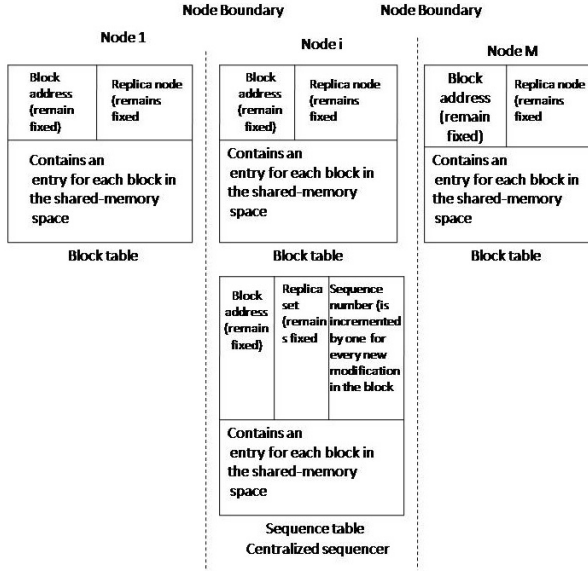 Node Boundary
Node Boundary
Node 1
Node i
Node M
Block
address
{remain
fixed}
Replica node
{remains
fixed
Contains an
entry for each block in
the shared-memory
space
Block table
Block
address
{remain
fixed}
Replica node
{remains
fixed
Contains an
entry for each block in
the shared-memory
space
Block table
Block
address
(remain
fixed)
Replica node
{remains
fixed
Contains an
entry for each block in
the shared-memory
space
Block table
Block
address
{remain
fixed}
Replica
set
{remain
s fixed
Sequence
number {is
incremented
by one for
every new
modification
in the block
Contains an
entry for each block in
the shared-memory
space
Sequence table
Centralized sequencer